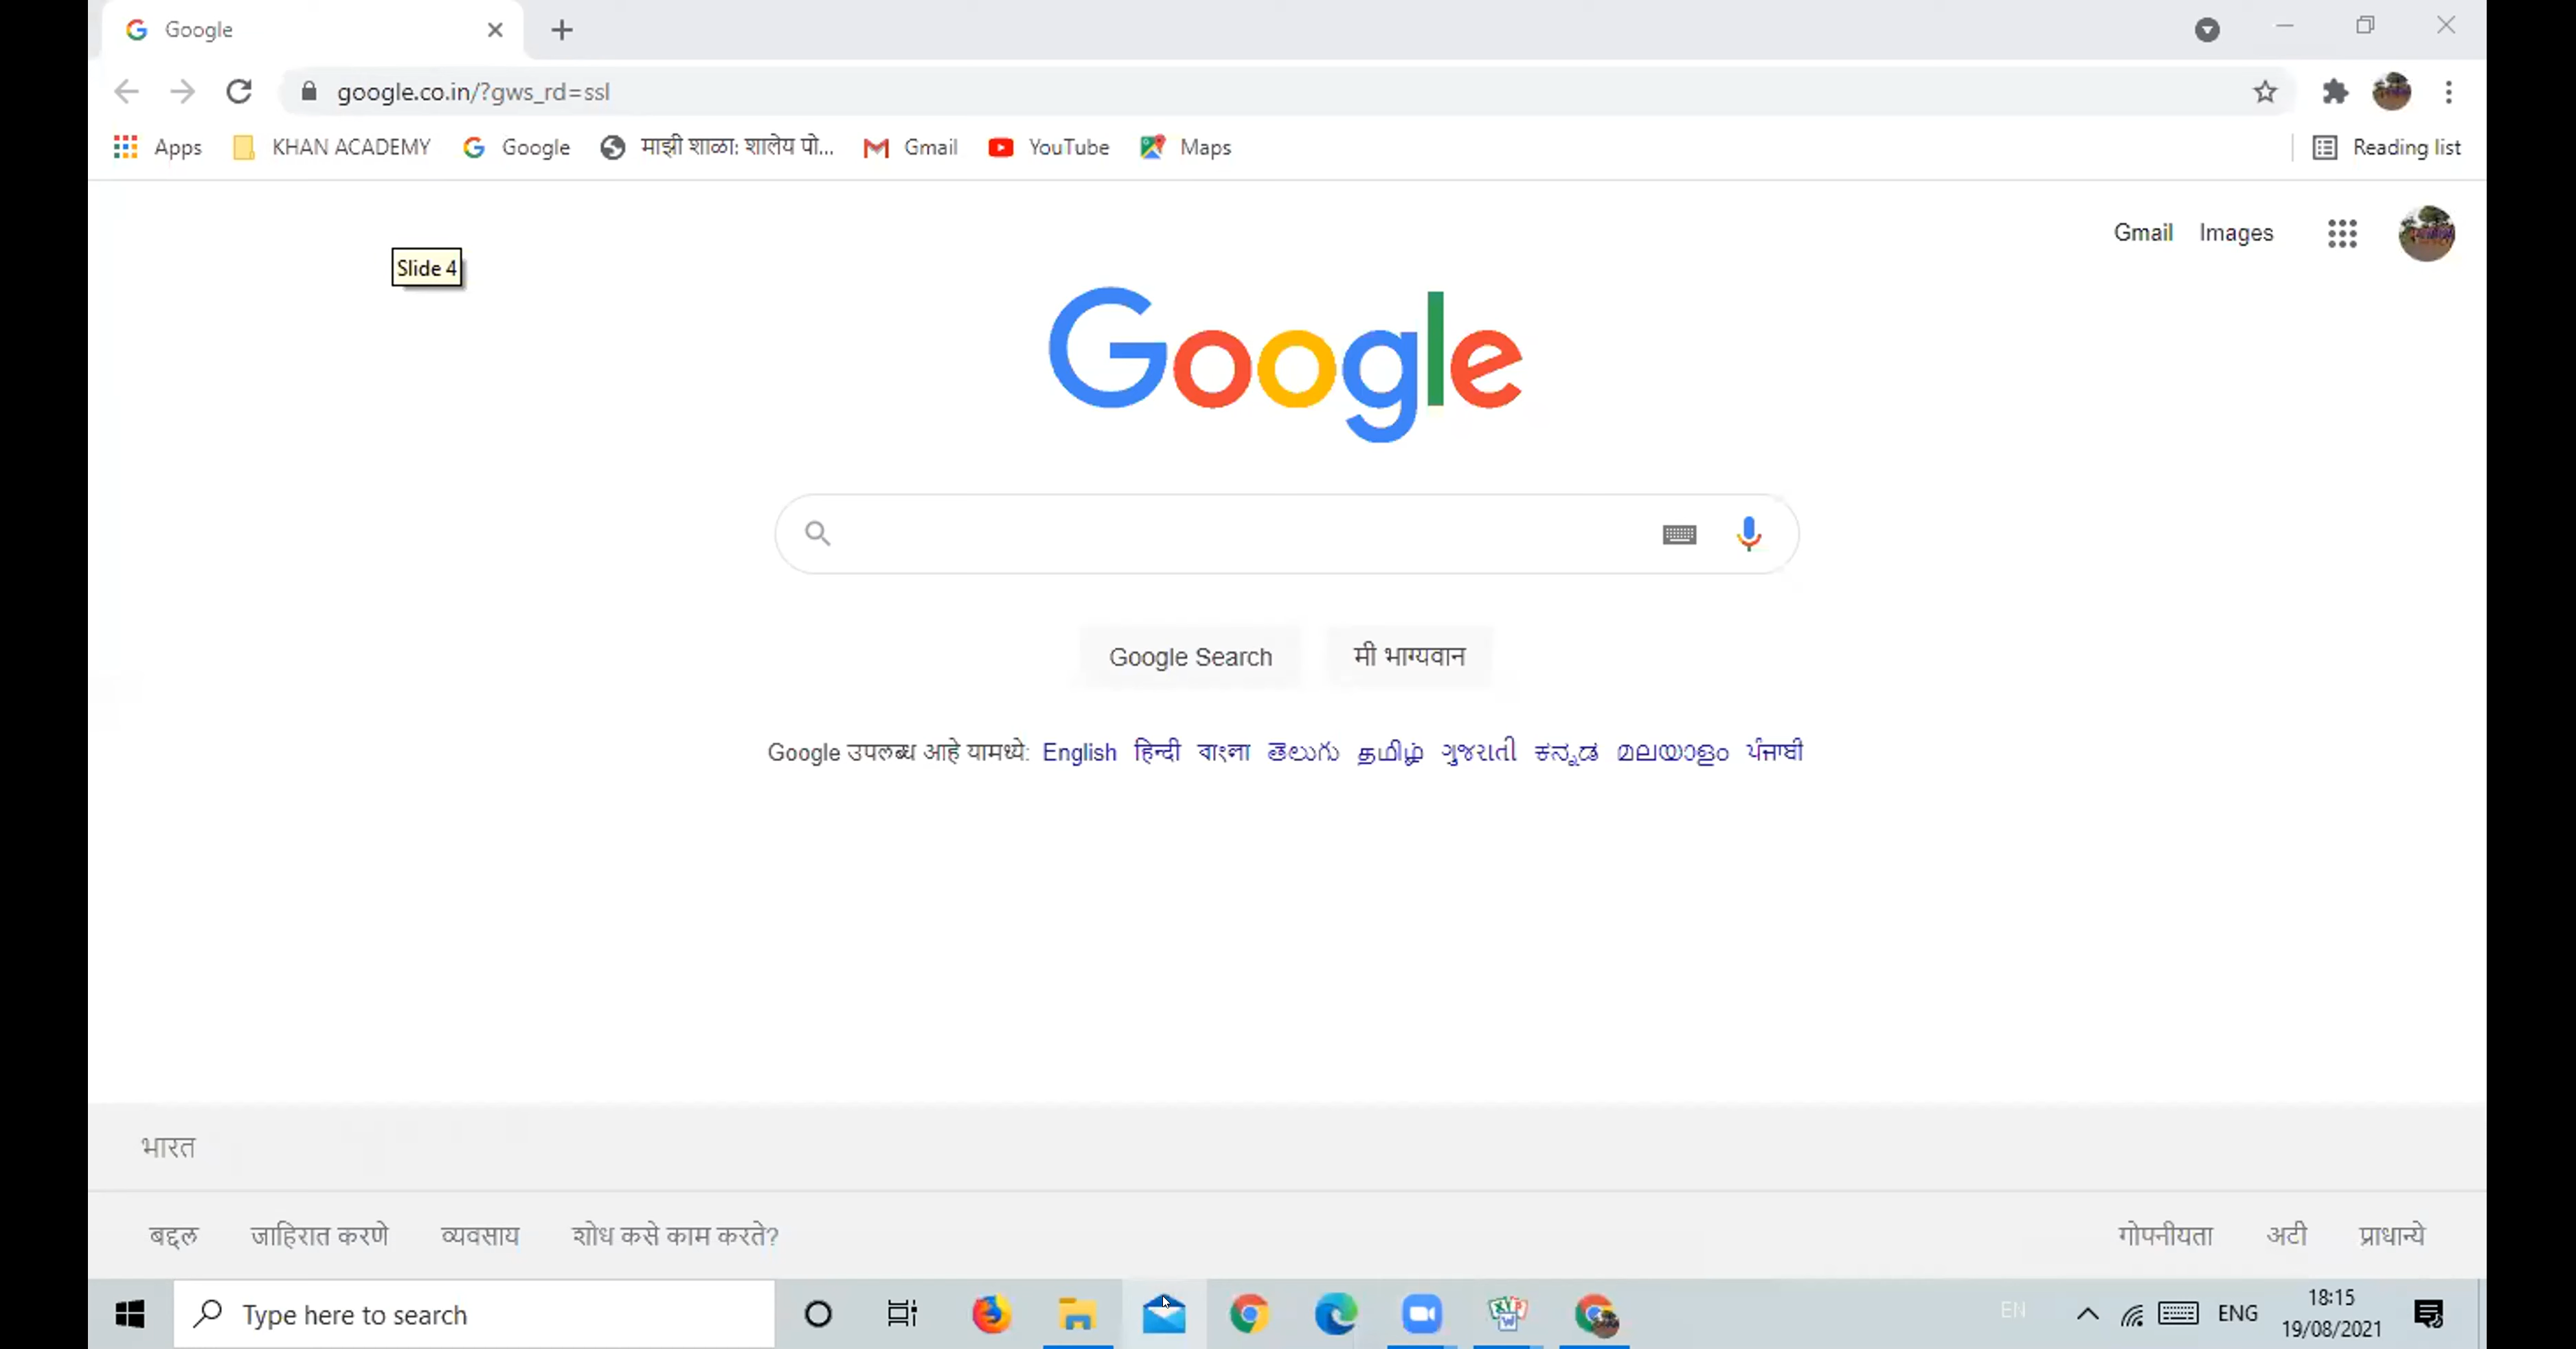 Google
google.co.in/?gws_rd=ssl
Apps KHAN ACADEMY Google माझी शाळा: शालेय पो... Gmail YouTube Maps Reading list
Gmail Images
Slide 4
Google
Google Search मी भाग्यवान
Google उपलब्ध आहे यामध्ये: English हिन्दी বাংলা తెలుగు தமிழ் ગુજરાતી ಕನ್ನಡ മലയാളം ਪੰਜਾਬੀ
भारत
बद्दल जाहिरात करणे व्यवसाय शोध कसे काम करते? गोपनीयता अटी प्राधान्ये
Type here to search EN ENG 18:15
19/08/2021